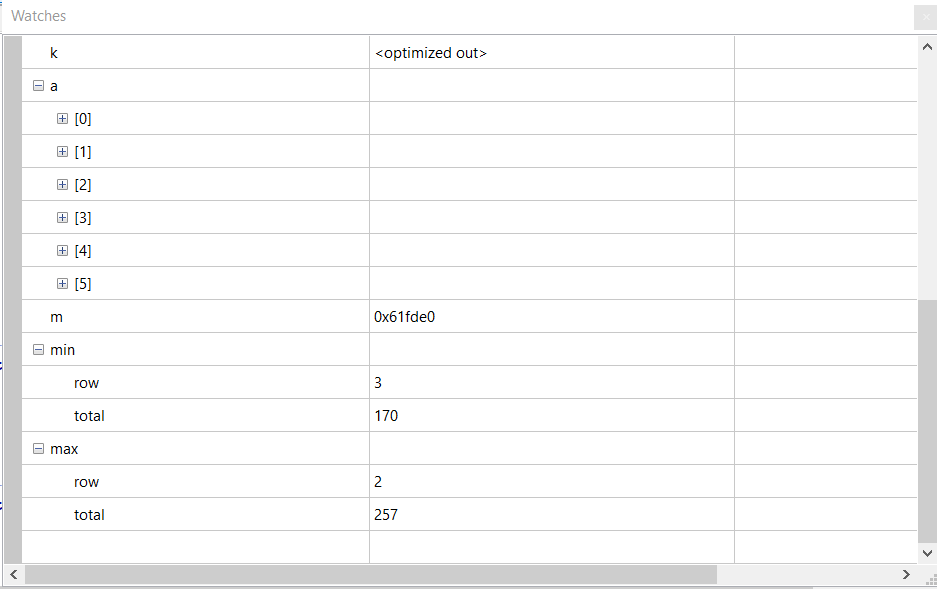 Watches
k <optimized out>
a
[0]
[1]
[2]
[3]
[4]
[5]
m 0x61fde0
min
row 3
total 170
max
row 2
total 257